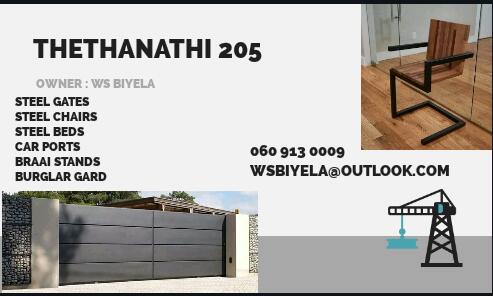 THETHANATHI 205
OWNER : WS BIYELA
STEEL GATES
STEEL CHAIRS
STEEL BEDS
CAR PORTS
BRAAI STANDS
BURGLAR GARD
060 913 0009
WSBIYELA@OUTLOOK.COM